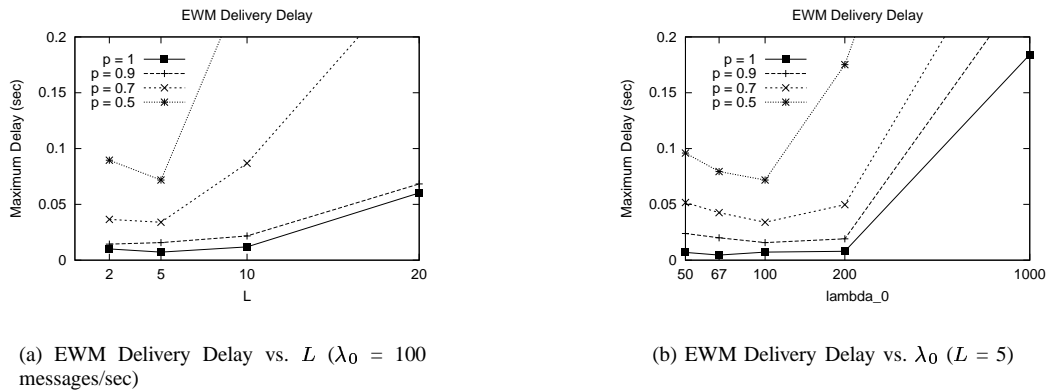 EWM Delivery Delay
0.2
0.15
0.1
0.05
0
Maximum Delay (sec)
p = 1
p = 0.9
p = 0.7
p = 0.5
2 5 10 20
L
(a) EWM Delivery Delay vs. L (λ0 = 100
messages/sec)
EWM Delivery Delay
0.2
0.15
0.1
0.05
0
Maximum Delay (sec)
p = 1
p = 0.9
p = 0.7
p = 0.5
50 67 100 200 1000
lambda_0
(b) EWM Delivery Delay vs. λ0 (L = 5)